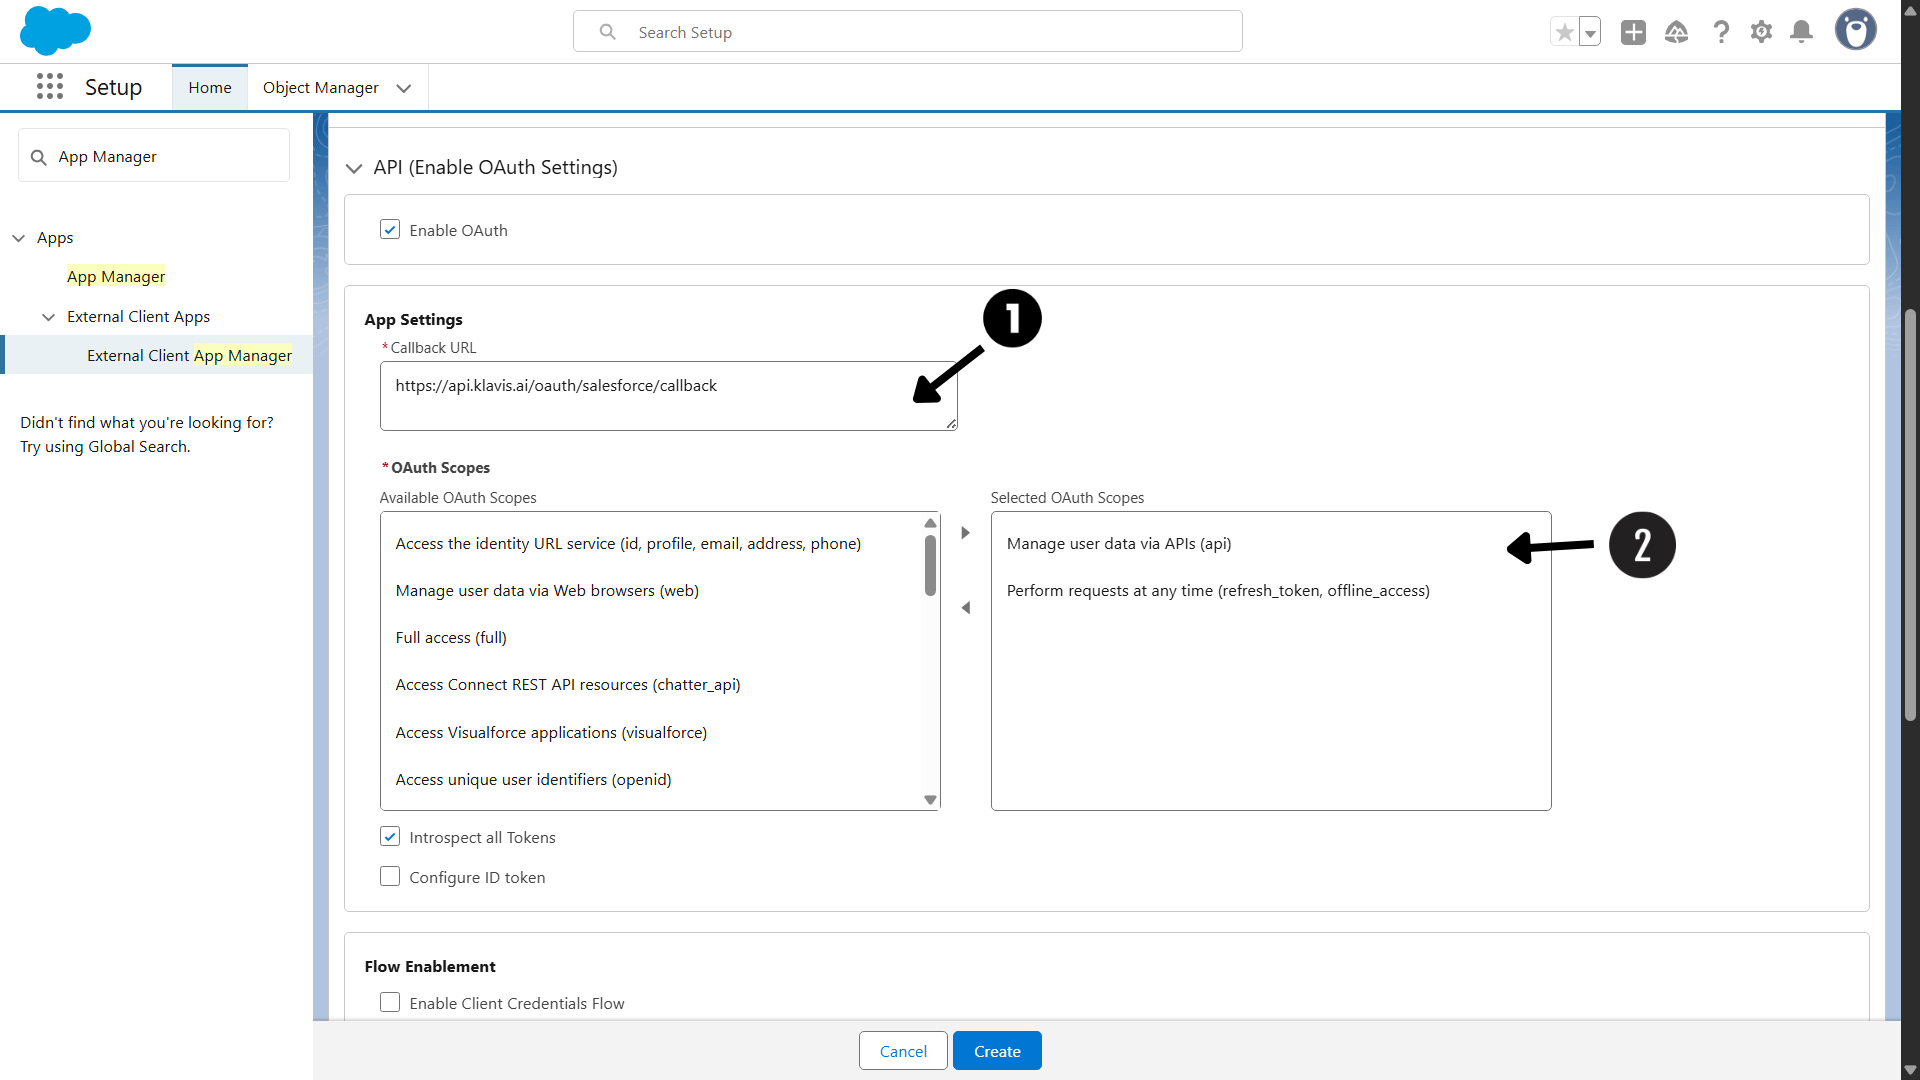 Search Setup
Setup
Home
Object Manager
App Manager
Apps
App Manager
External Client Apps
External Client App Manager
Didn't find what you're looking for?
Try using Global Search.
API (Enable OAuth Settings)
Enable OAuth
App Settings
1
*Callback URL
https://api.klavis.ai/oauth/salesforce/callback
*OAuth Scopes
Available OAuth Scopes
Access the identity URL service (id, profile, email, address, phone)
Manage user data via Web browsers (web)
Full access (full)
Access Connect REST API resources (chatter_api)
Access Visualforce applications (visualforce)
Access unique user identifiers (openid)
Selected OAuth Scopes
Manage user data via APIs (api)
2
Perform requests at any time (refresh_token, offline_access)
Introspect all Tokens
Configure ID token
Flow Enablement
Enable Client Credentials Flow
Cancel
Create